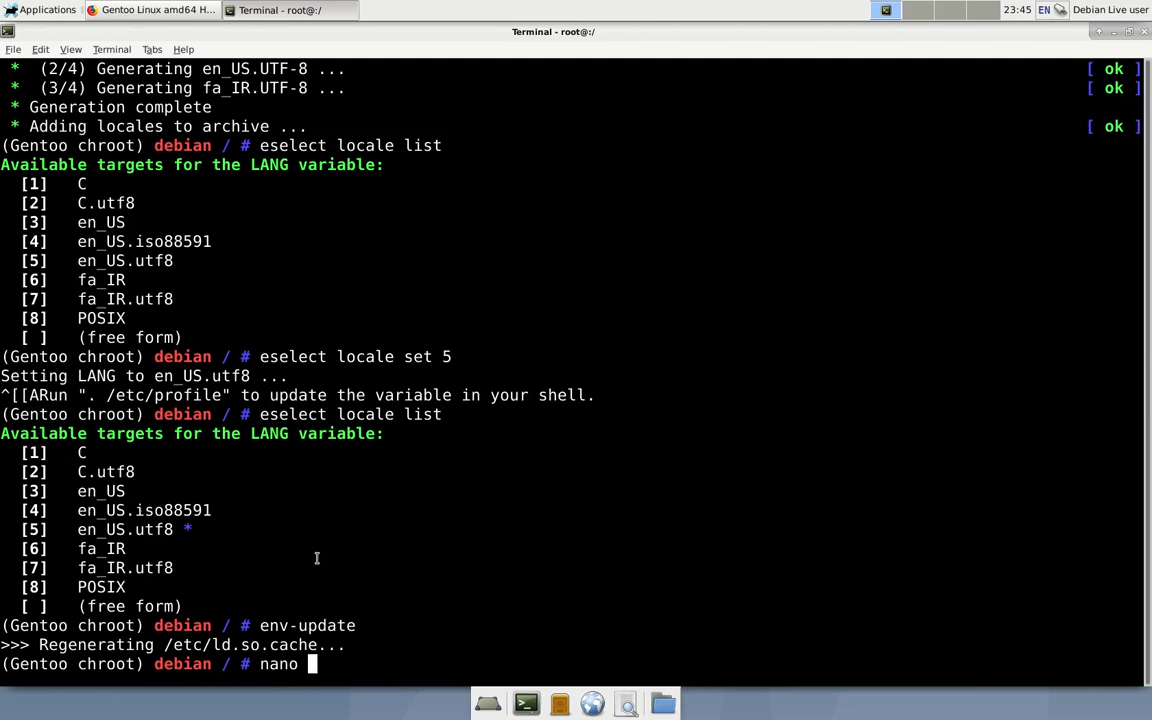 Applications Gentoo Linux amd64 H... Terminal - root@:/ 23:45 EN Debian Live user
Terminal - root@:/
File Edit View Terminal Tabs Help
* (2/4) Generating en_US.UTF-8 ... [ ok ]
* (3/4) Generating fa_IR.UTF-8 ... [ ok ]
* Generation complete
* Adding locales to archive ... [ ok ]
(Gentoo chroot) debian / # eselect locale list
Available targets for the LANG variable:
[1] C
[2] C.utf8
[3] en_US
[4] en_US.iso88591
[5] en_US.utf8
[6] fa_IR
[7] fa_IR.utf8
[8] POSIX
[ ] (free form)
(Gentoo chroot) debian / # eselect locale set 5
Setting LANG to en_US.utf8 ...
^[[ARun ". /etc/profile" to update the variable in your shell.
(Gentoo chroot) debian / # eselect locale list
Available targets for the LANG variable:
[1] C
[2] C.utf8
[3] en_US
[4] en_US.iso88591
[5] en_US.utf8 *
[6] fa_IR
[7] fa_IR.utf8
[8] POSIX
[ ] (free form)
(Gentoo chroot) debian / # env-update
>>> Regenerating /etc/ld.so.cache...
(Gentoo chroot) debian / # nano